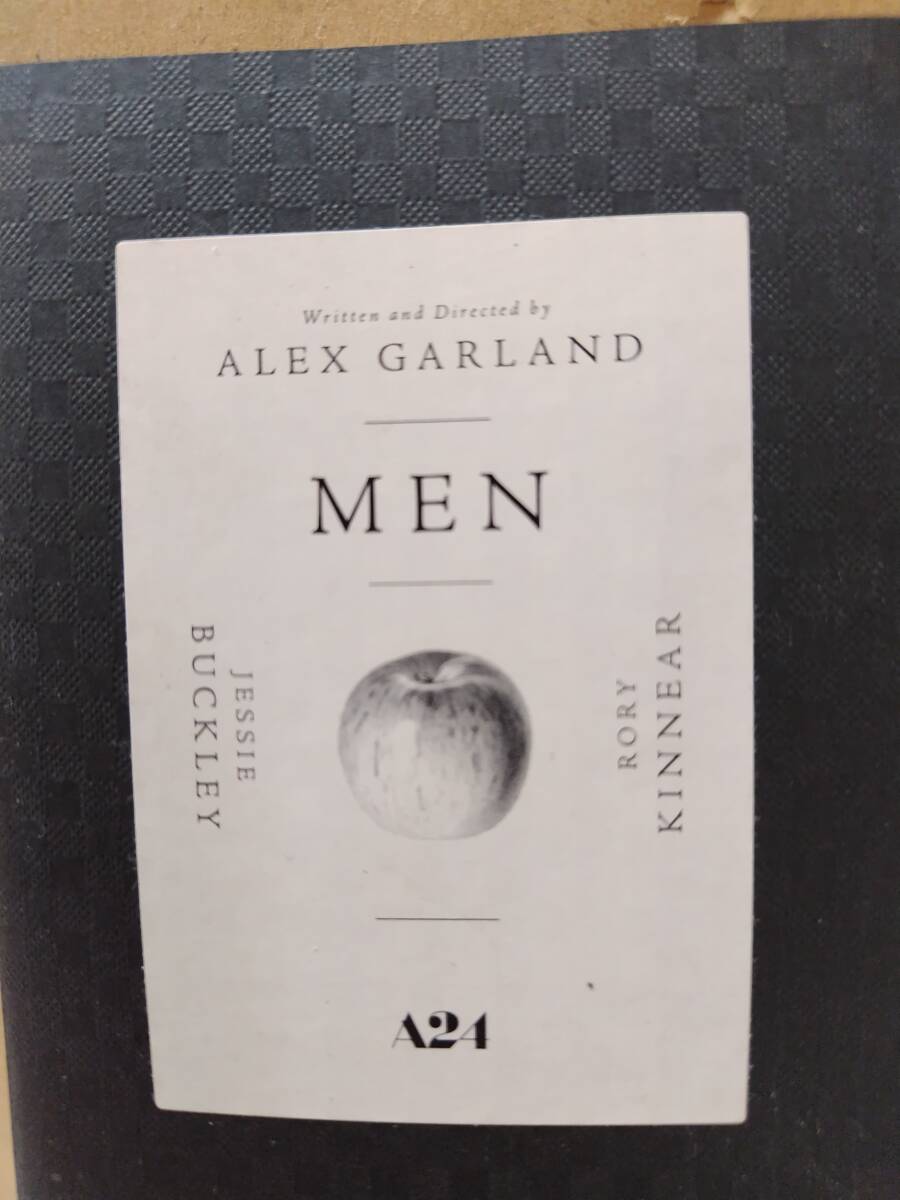 Written and Directed by
ALEX GARLAND
MEN
JESSIE
BUCKLEY
RORY
KINNEAR
A24